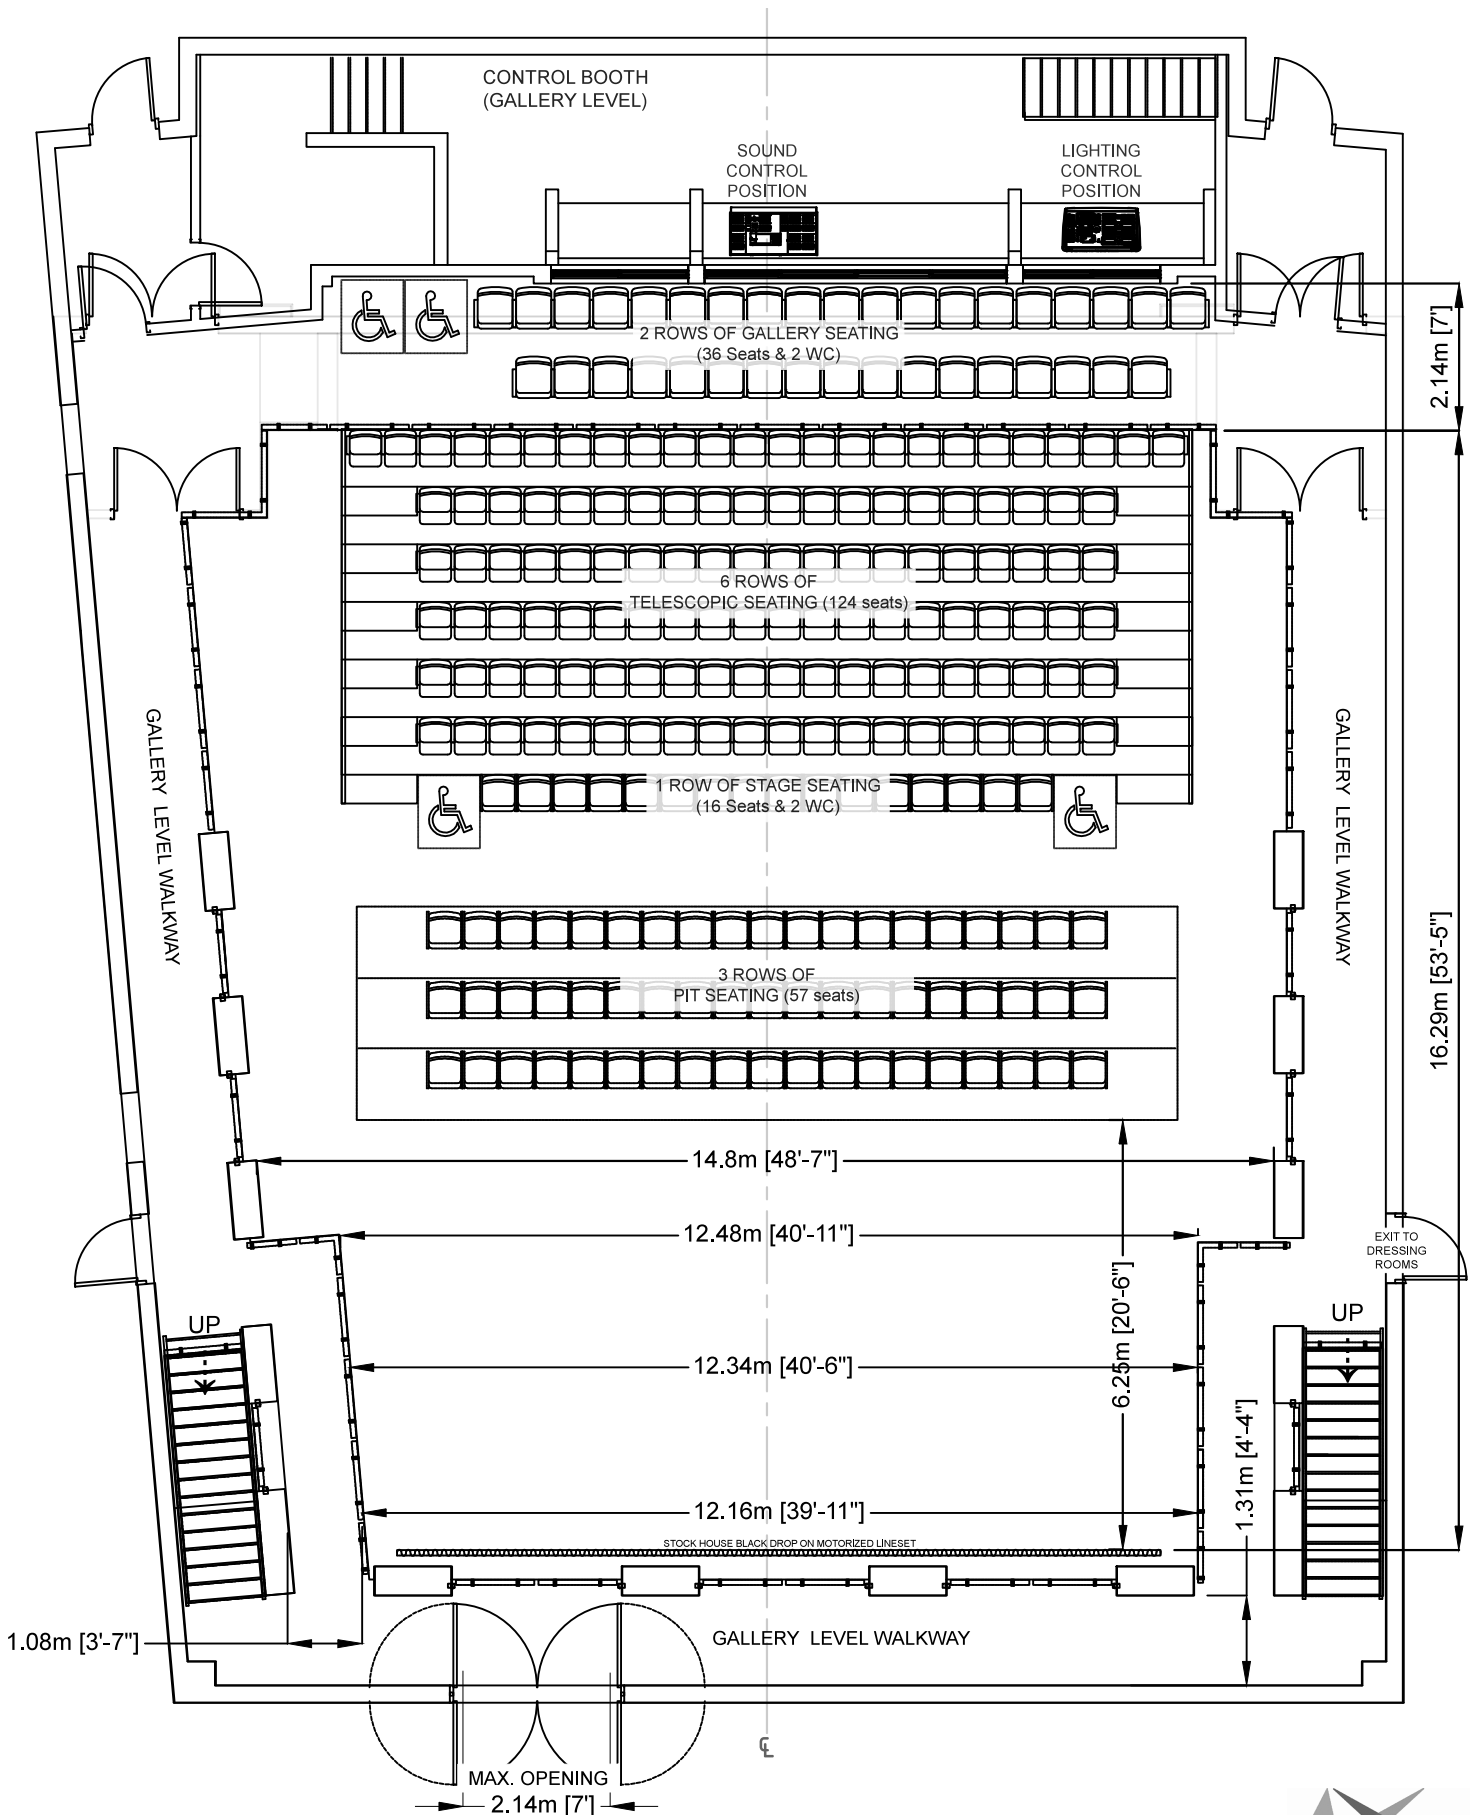 CONTROL BOOTH
(GALLERY LEVEL)
SOUND
CONTROL
POSITION
LIGHTING
CONTROL
POSITION
2 ROWS OF GALLERY SEATING
(36 Seats & 2 WC)
2.14m [7']
6 ROWS OF
TELESCOPIC SEATING (124 seats)
GALLERY LEVEL WALKWAY
GALLERY LEVEL WALKWAY
1 ROW OF STAGE SEATING
(16 Seats & 2 WC)
3 ROWS OF
PIT SEATING (57 seats)
16.29m [53'-5"]
14.8m [48'-7"]
12.48m [40'-11"]
EXIT TO
DRESSING
ROOMS
UP
UP
6.25m [20'-6"]
12.34m [40'-6"]
1.31m [4'-4"]
12.16m [39'-11"]
STOCK HOUSE BLACK DROP ON MOTORIZED LINESET
1.08m [3'-7"]
GALLERY LEVEL WALKWAY
℄
MAX. OPENING
2.14m [7']